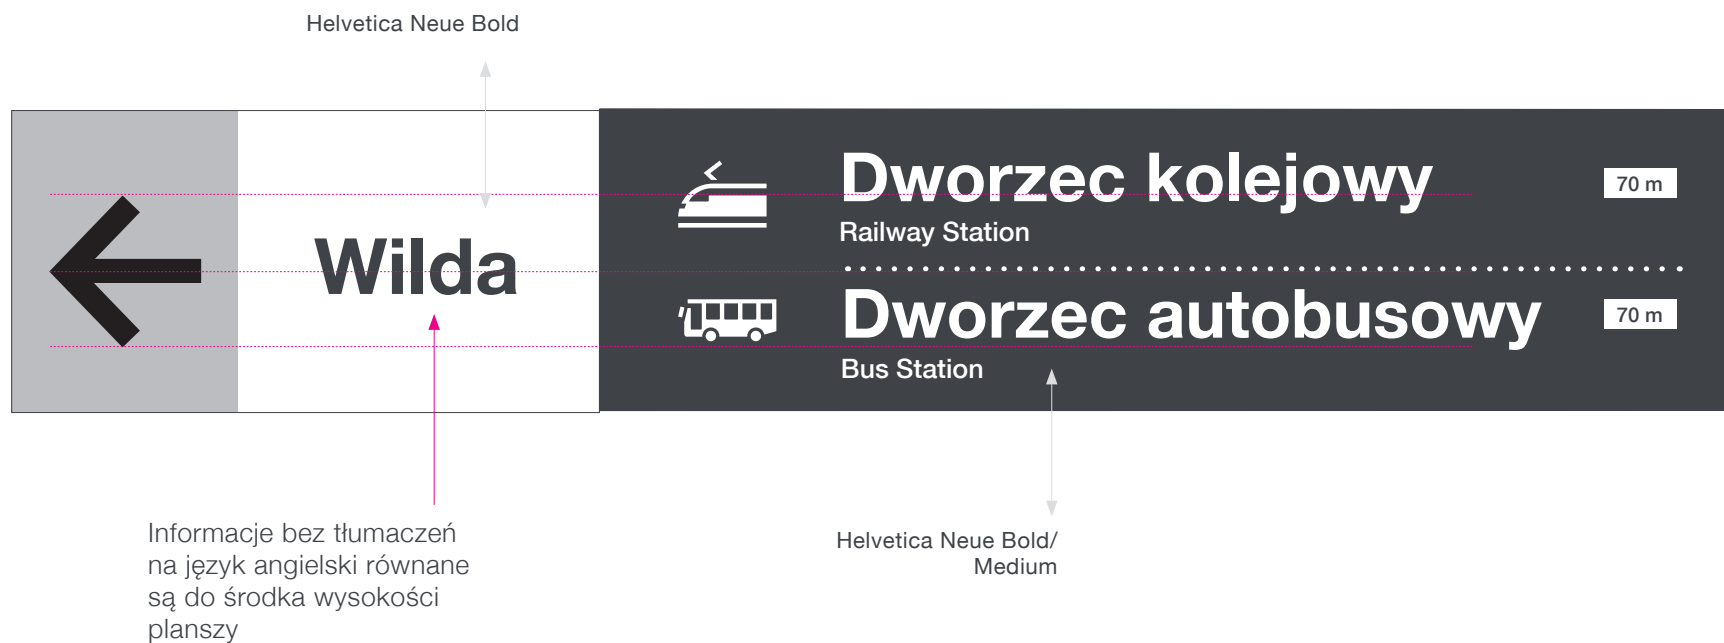 Helvetica Neue Bold
Wilda
Dworzec kolejowy
70 m
Railway Station
Dworzec autobusowy
70 m
Bus Station
Informacje bez tłumaczeń
na język angielski równane
są do środka wysokości
planszy
Helvetica Neue Bold/
Medium